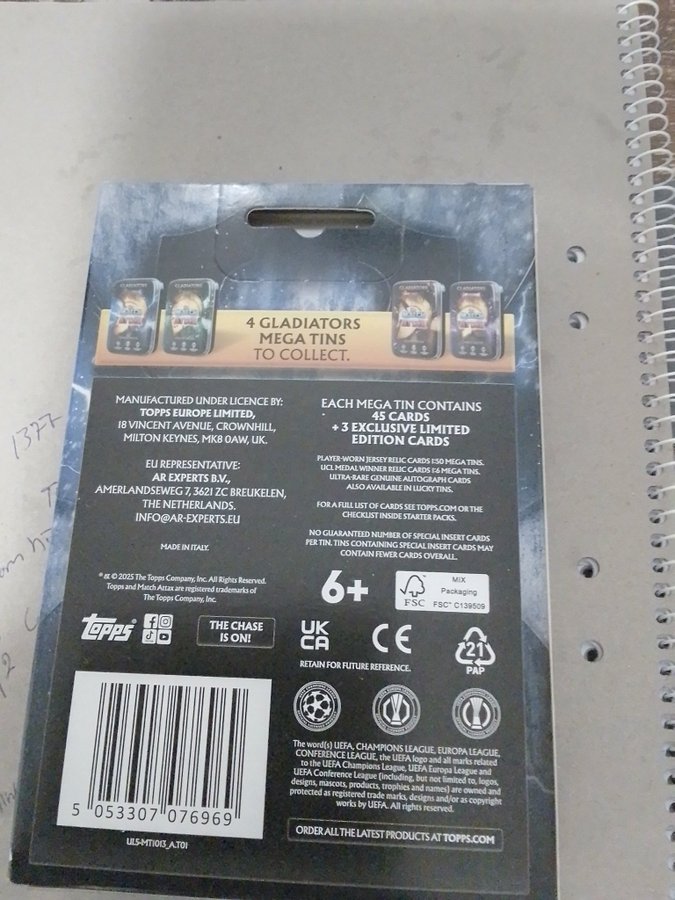 4 GLADIATORS
MEGA TINS
TO COLLECT.
MANUFACTURED UNDER LICENCE BY:
TOPPS EUROPE LIMITED,
18 VINCENT AVENUE, CROWNHILL,
MILTON KEYNES, MK8 0AW, UK.
EU REPRESENTATIVE:
AR EXPERTS B.V.,
AMERLANDSEWEG 7, 3621 ZC BREUKELEN,
THE NETHERLANDS.
INFO@AR-EXPERTS.EU
MADE IN ITALY.
® & © 2025 The Topps Company, Inc. All Rights Reserved.
Topps and Match Attax are registered trademarks of
The Topps Company, Inc.
topps®
THE CHASE
IS ON!
5 053307 076969
UL5-MT1013_A.T01
EACH MEGA TIN CONTAINS
45 CARDS
+ 3 EXCLUSIVE LIMITED
EDITION CARDS
PLAYER-WORN JERSEY RELIC CARDS 1:50 MEGA TINS.
UCL MEDAL WINNER RELIC CARDS 1:6 MEGA TINS.
ULTRA-RARE GENUINE AUTOGRAPH CARDS
ALSO AVAILABLE IN LUCKY TINS.
FOR A FULL LIST OF CARDS SEE TOPPS.COM OR THE
CHECKLIST INSIDE STARTER PACKS.
NO GUARANTEED NUMBER OF SPECIAL INSERT CARDS
PER TIN. TINS CONTAINING SPECIAL INSERT CARDS MAY
CONTAIN FEWER CARDS OVERALL.
6+
FSC
MIX
Packaging
FSC™ C139509
UK
CA
CE
21
PAP
RETAIN FOR FUTURE REFERENCE.
The word(s) UEFA, CHAMPIONS LEAGUE, EUROPA LEAGUE,
CONFERENCE LEAGUE, the UEFA logo and all marks related
to the UEFA Champions League, UEFA Europa League and
UEFA Conference League (including, but not limited to, logos,
designs, mascots, products, trophies and names) are owned and
protected as registered trade marks, designs and/or as copyright
works by UEFA. All rights reserved.
ORDER ALL THE LATEST PRODUCTS AT TOPPS.COM
1377